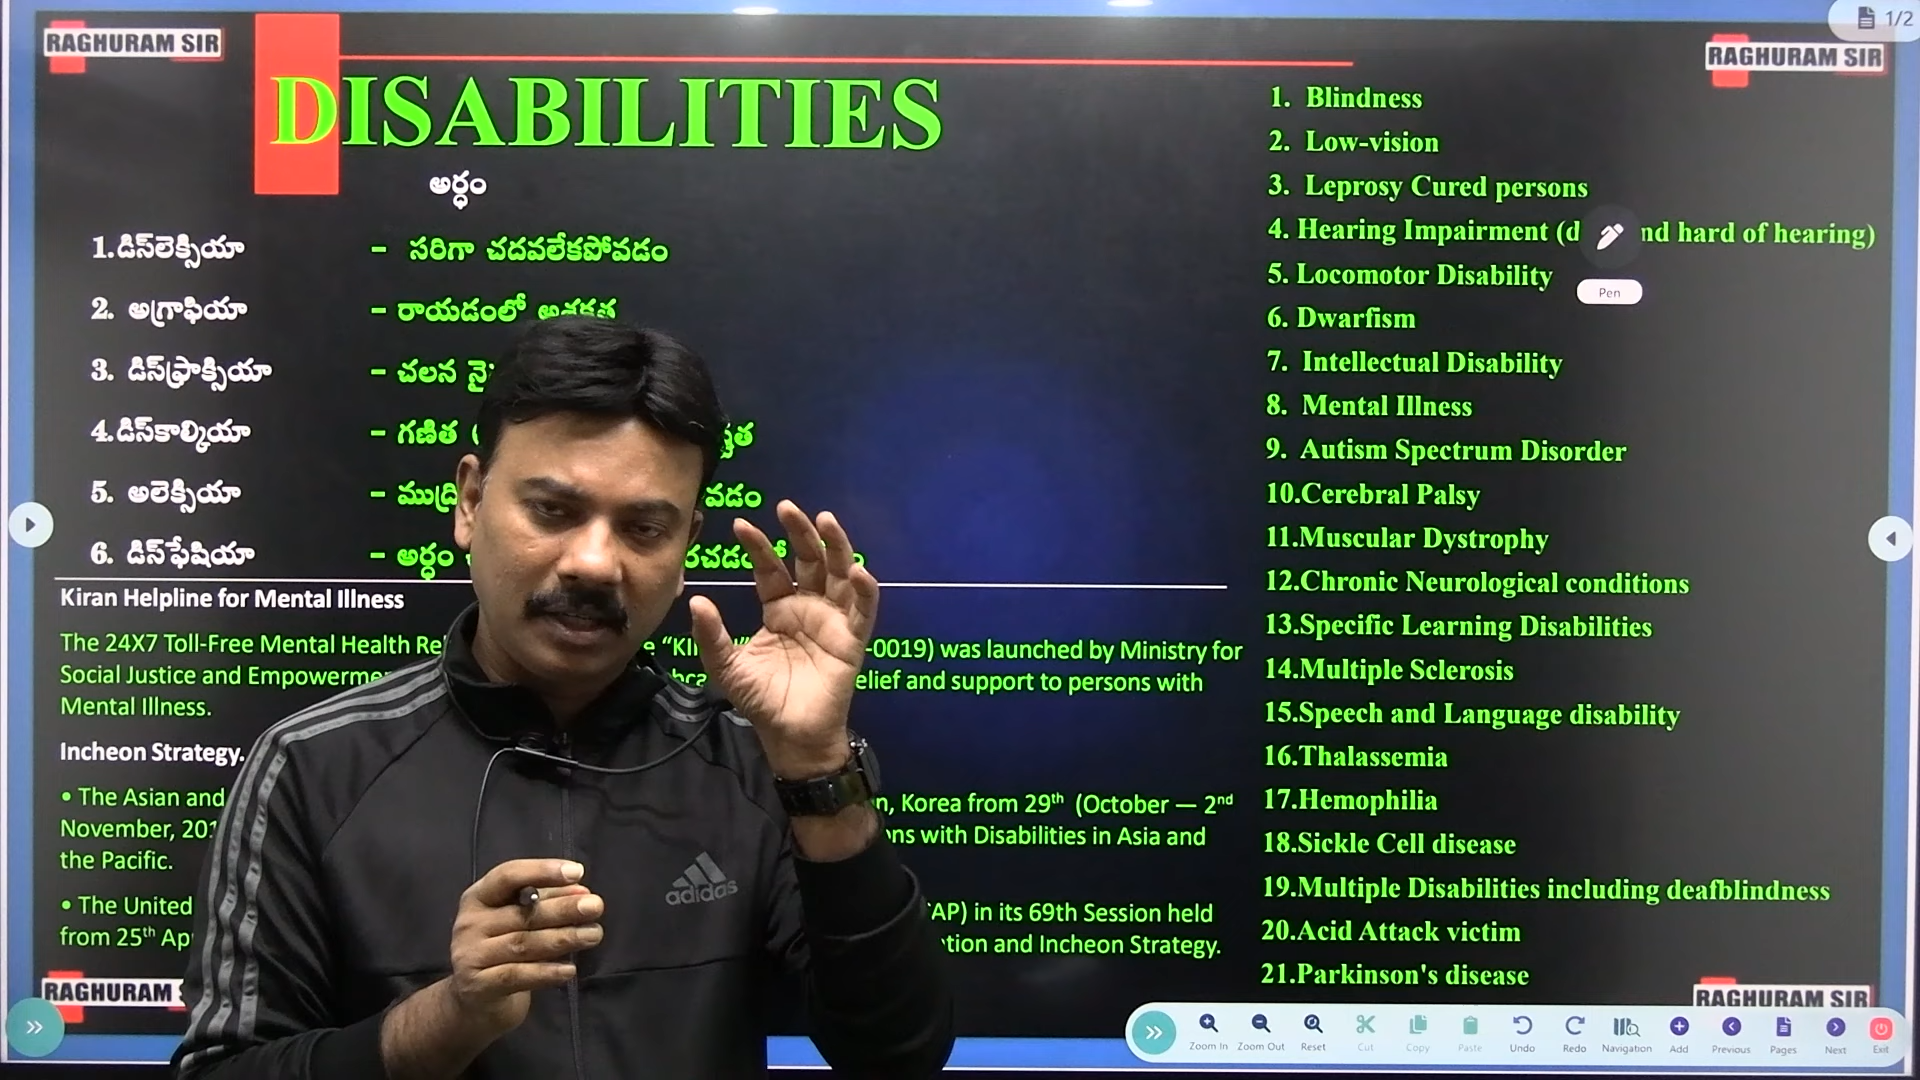 RAGHURAM SIR
RAGHURAM SIR
1/2
DISABILITIES
అర్ధం
1.డిస్‌లెక్సియా – సరిగా చదవలేకపోవడం
2. అగ్రాఫియా – రాయడంలో అశక్తత
3. డిస్‌ప్రాక్సియా – చలన
4.డిస్‌కాల్కియా – గణిత
5. అలెక్సియా – వడం
6. డిస్‌ఫేషియా – అర్ధం
Kiran Helpline for Mental Illness
The 24X7 Toll-Free Mental Health -0019) was launched by Ministry for
Social Justice and and support to persons with
Mental Illness.
Incheon Strategy.
• The Asian and Korea from 29th (October — 2nd
November, with Disabilities in Asia and
the Pacific.
• The United in its 69th Session held
from 25th and Incheon Strategy.
1. Blindness
2. Low-vision
3. Leprosy Cured persons
4. Hearing Impairment hard of hearing)
5. Locomotor Disability
6. Dwarfism
7. Intellectual Disability
8. Mental Illness
9. Autism Spectrum Disorder
10.Cerebral Palsy
11.Muscular Dystrophy
12.Chronic Neurological conditions
13.Specific Learning Disabilities
14.Multiple Sclerosis
15.Speech and Language disability
16.Thalassemia
17.Hemophilia
18.Sickle Cell disease
19.Multiple Disabilities including deafblindness
20.Acid Attack victim
21.Parkinson's disease
Pen
adidas
RAGHURAM
RAGHURAM SIR
Zoom In Zoom Out Reset Cut Copy Paste Undo Redo Navigation Add Previous Pages Next Exit